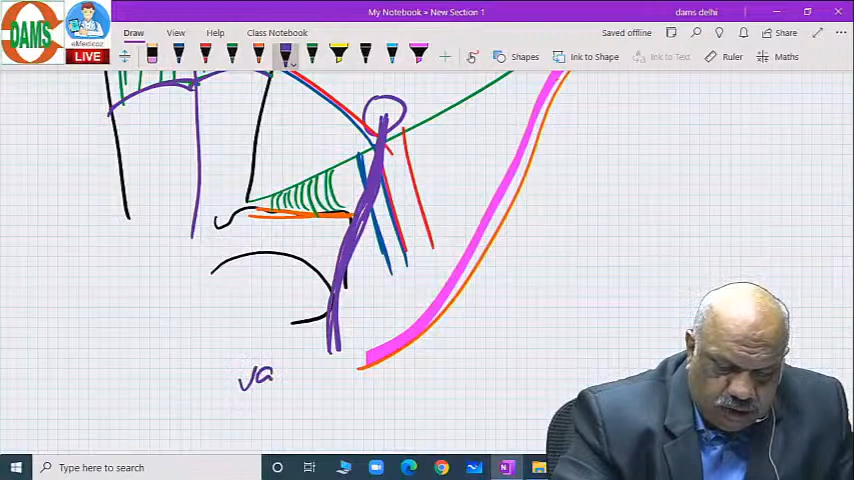 DAMS
eMedicoz
LIVE
My Notebook » New Section 1
dams delhi
Draw
View
Help
Class Notebook
Saved offline
Share
Shapes
Ink to Shape
Ink to Text
Ruler
Maths
va
Type here to search